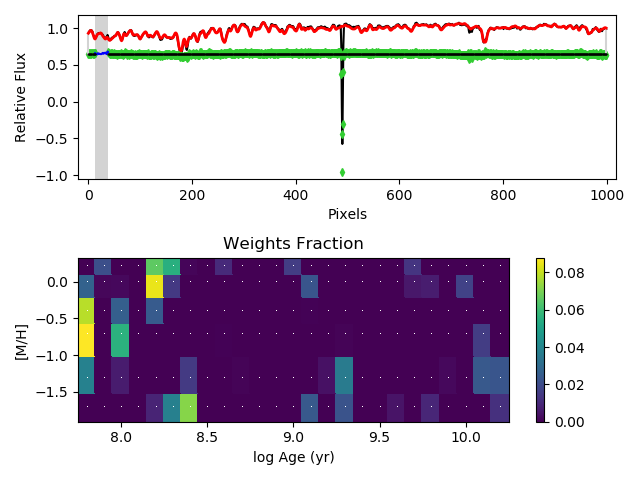 1.0
0.5
0.0
−0.5
−1.0
Relative Flux
0 200 400 600 800 1000
Pixels
Weights Fraction
0.0
−0.5
−1.0
−1.5
[M/H]
8.0 8.5 9.0 9.5 10.0
log Age (yr)
0.08
0.06
0.04
0.02
0.00